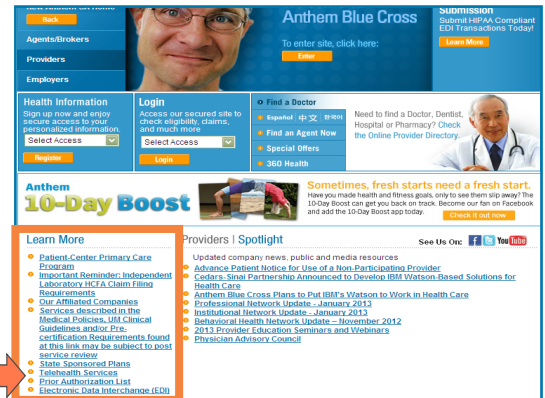 New Anthem CA Home
Back
Agents/Brokers
Providers
Employers
Anthem Blue Cross
To enter site, click here:
Enter
Submission
Submit HIPAA Compliant
EDI Transactions Today!
Learn More
Health Information
Sign up now and enjoy
secure access to your
personalized information.
Select Access
Register
Login
Access our secured site to
check eligibility, claims,
and much more
Select Access
Login
Find a Doctor
Español 中文 한국어
Find an Agent Now
Special Offers
360 Health
Need to find a Doctor, Dentist,
Hospital or Pharmacy? Check
the Online Provider Directory.
Anthem
10-Day Boost
Sometimes, fresh starts need a fresh start.
Have you made health and fitness goals, only to see them slip away? The
10-Day Boost can get you back on track. Become our fan on Facebook
and add the 10-Day Boost app today.
Check it out now
Learn More
Patient-Center Primary Care
Program
Important Reminder: Independent
Laboratory HCFA Claim Filing
Requirements
Our Affiliated Companies
Services described in the
Medical Policies, UM Clinical
Guidelines and/or Pre-
certification Requirements found
at this link may be subject to post
service review
State Sponsored Plans
Telehealth Services
Prior Authorization List
Electronic Data Interchange (EDI)
Providers | Spotlight
See Us On: f You Tube
Updated company news, public and media resources
Advance Patient Notice for Use of a Non-Participating Provider
Cedars-Sinai Partnership Announced to Develop IBM Watson-Based Solutions for
Health Care
Anthem Blue Cross Plans to Put IBM's Watson to Work in Health Care
Professional Network Update - January 2013
Institutional Network Update - January 2013
Behavioral Health Network Update – November 2012
2013 Provider Education Seminars and Webinars
Physician Advisory Council